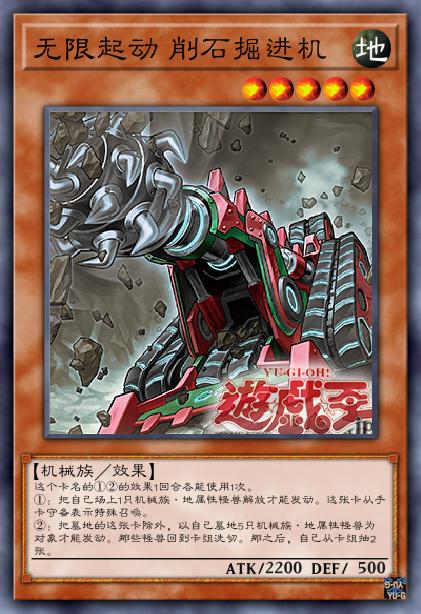 无限起动 削石掘进机
地
YU-GI-OH!
遊戯王
.jp
【机械族／效果】
这个卡名的①②的效果1回合各能使用1次。
①：把自己场上1只机械族·地属性怪兽解放才能发动。这张卡从手
卡守备表示特殊召唤。
②：把墓地的这张卡除外，以自己墓地5只机械族·地属性怪兽为
对象才能发动。那些怪兽回到卡组洗切。那之后，自己从卡组抽2
张。
ATK/2200 DEF/ 500